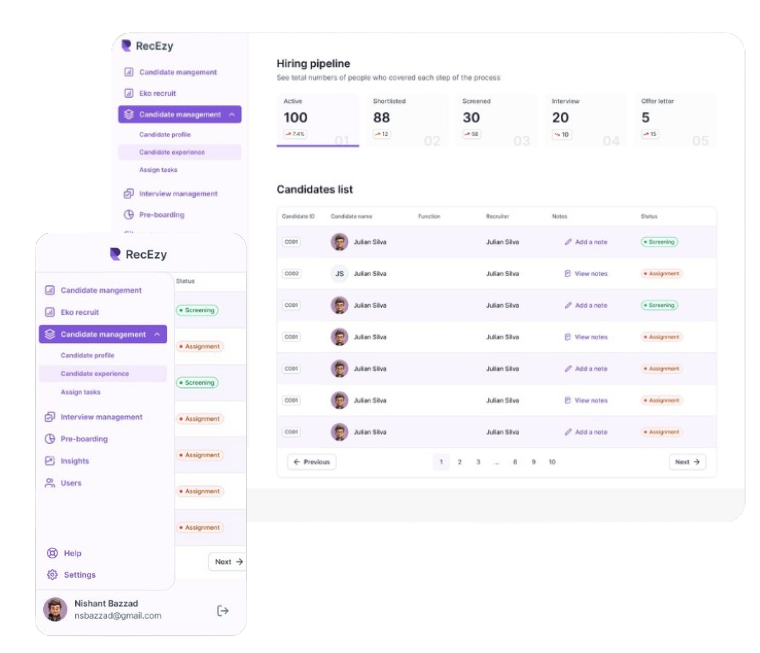 RecEzy
Candidate mangement
Eko recruit
Candidate management
Candidate profile
Candidate experience
Assign tasks
Interview management
Pre-boarding
Hiring pipeline
See total numbers of people who covered each step of the process
Active
100
7.4%
01
Shortlisted
88
12
02
Screened
30
03
Interview
20
10
04
Offer letter
5
15
05
Candidates list
Candidate ID Candidate name Function Recruiter Notes Status
CO01 Julian Silva Julian Silva Add a note Screening
CO02 JS Julian Silva Julian Silva View notes Assignment
CO01 Julian Silva Julian Silva Add a note Screening
CO01 Julian Silva Julian Silva View notes Assignment
CO01 Julian Silva Julian Silva Add a note Assignment
CO01 Julian Silva Julian Silva View notes Assignment
CO01 Julian Silva Julian Silva Add a note Assignment
← Previous 1 2 3 ... 8 9 10 Next →
RecEzy
Candidate mangement
Eko recruit
Candidate management
Candidate profile
Candidate experience
Assign tasks
Interview management
Pre-boarding
Insights
Users
Help
Settings
Status
Screening
Assignment
Screening
Assignment
Assignment
Assignment
Assignment
Next →
Nishant Bazzad
nsbazzad@gmail.com